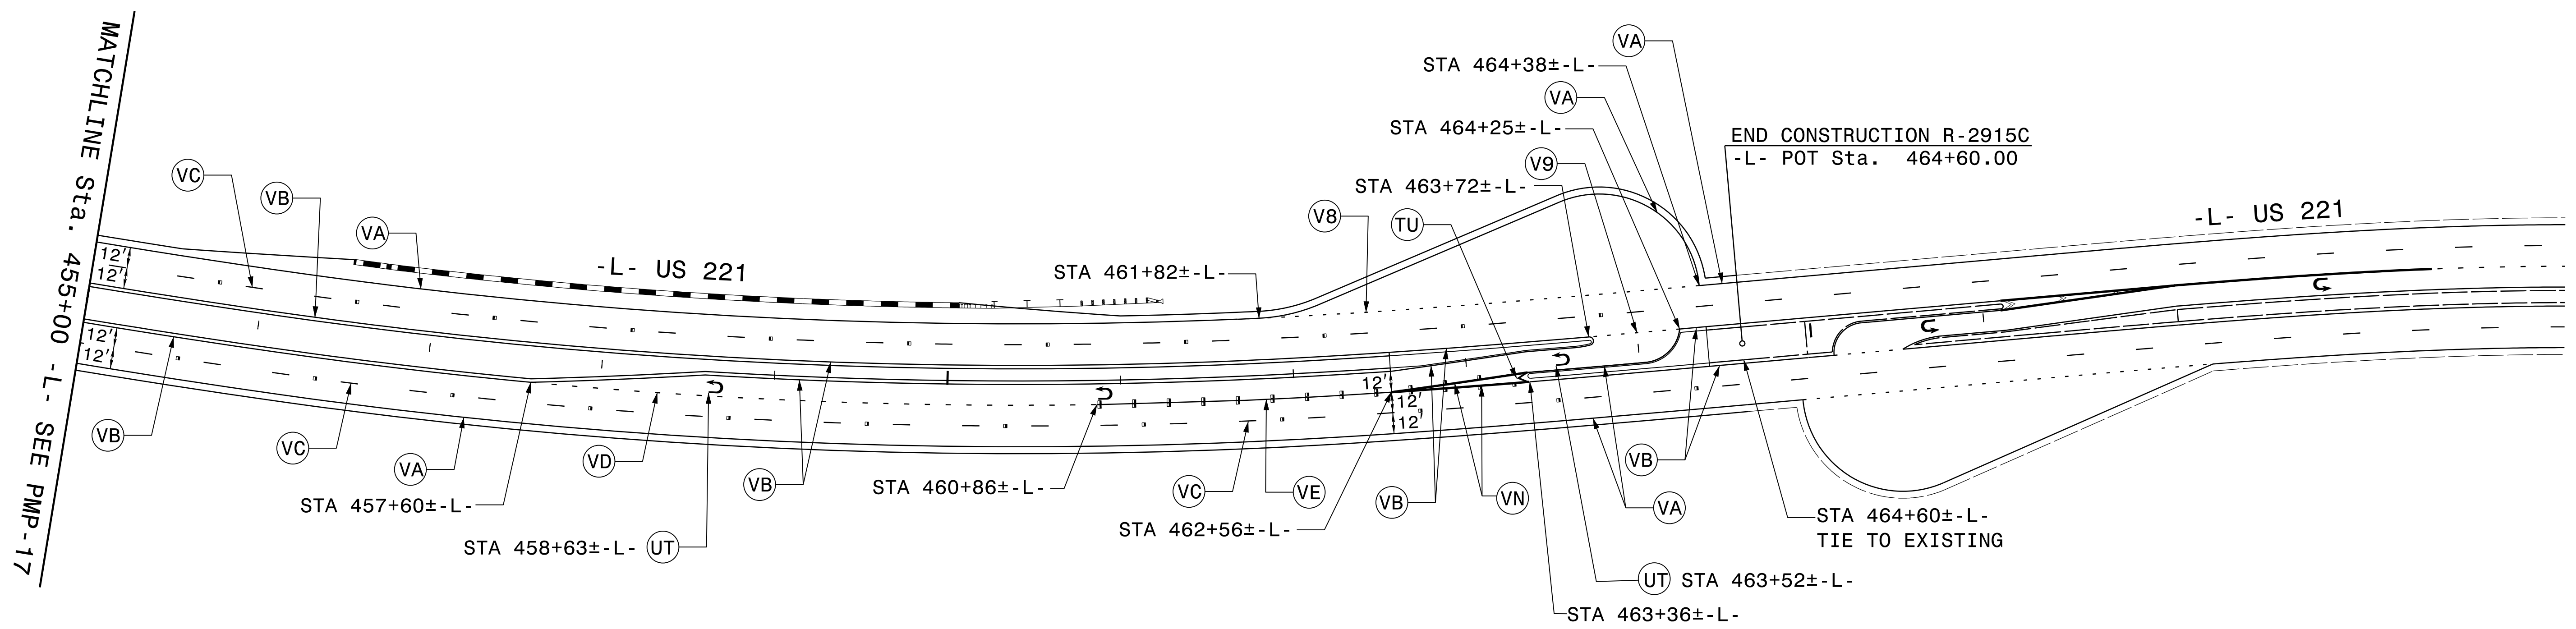 MATCHLINE Sta. 455+00 -L- SEE PMP-17
VA
STA 464+38±-L-
VA
STA 464+25±-L-
END CONSTRUCTION R-2915C
-L- POT Sta. 464+60.00
V9
STA 463+72±-L-
VC
VB
V8
TU
VA
-L- US 221
-L- US 221
STA 461+82±-L-
12'
12'
12'
12'
12'
12'
12'
VB
VC
VA
VD
VB
STA 460+86±-L-
VC
VE
VB
VN
VB
VA
STA 457+60±-L-
STA 462+56±-L-
STA 464+60±-L-
TIE TO EXISTING
STA 458+63±-L- UT
UT STA 463+52±-L-
STA 463+36±-L-